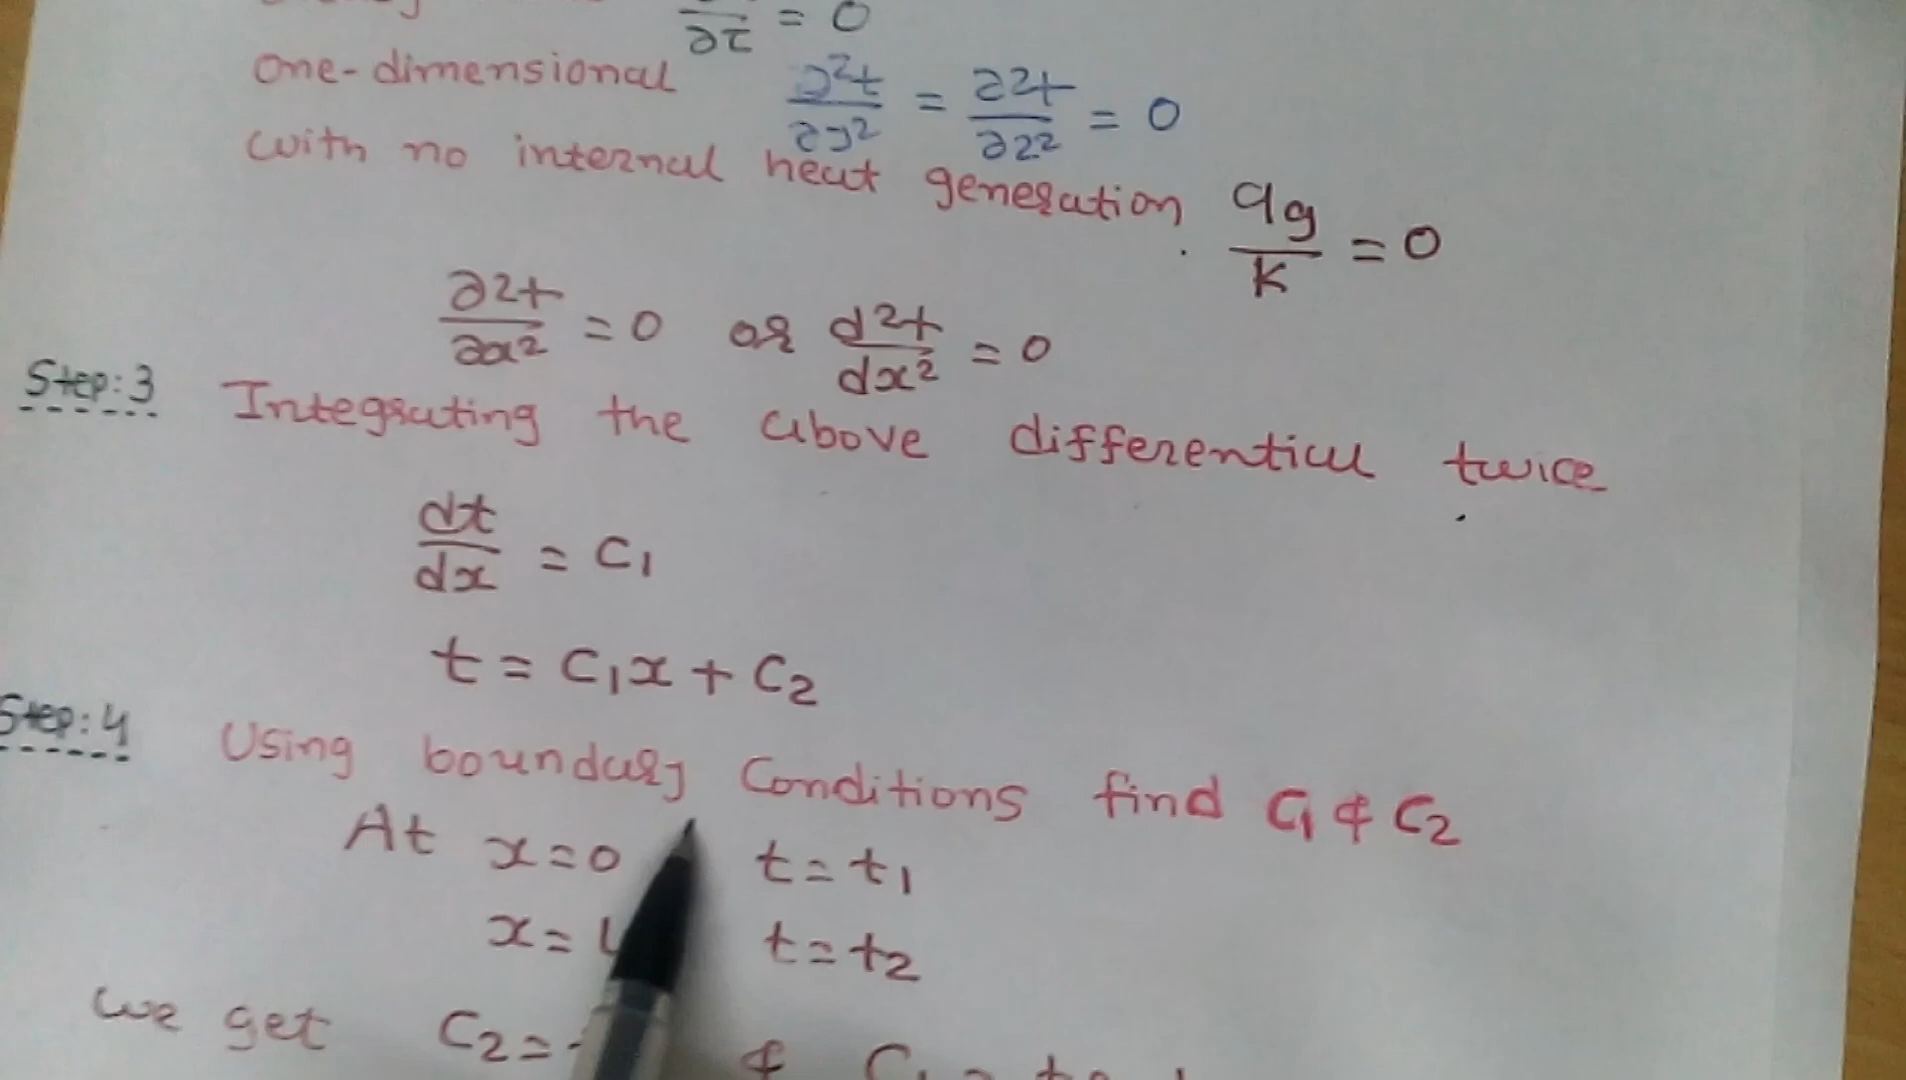 ∂τ = 0
one-dimensional ∂²t/∂y² = ∂²t/∂z² = 0
with no internal heat generation. qg/k = 0
∂²t/∂x² = 0 or d²t/dx² = 0
Step:3 Integrating the above differential twice.
dt/dx = C₁
t = C₁x + C₂
Step:4 Using boundary Conditions find C₁ & C₂
At x=0 t=t₁
x=L t=t₂
we get C₂= &